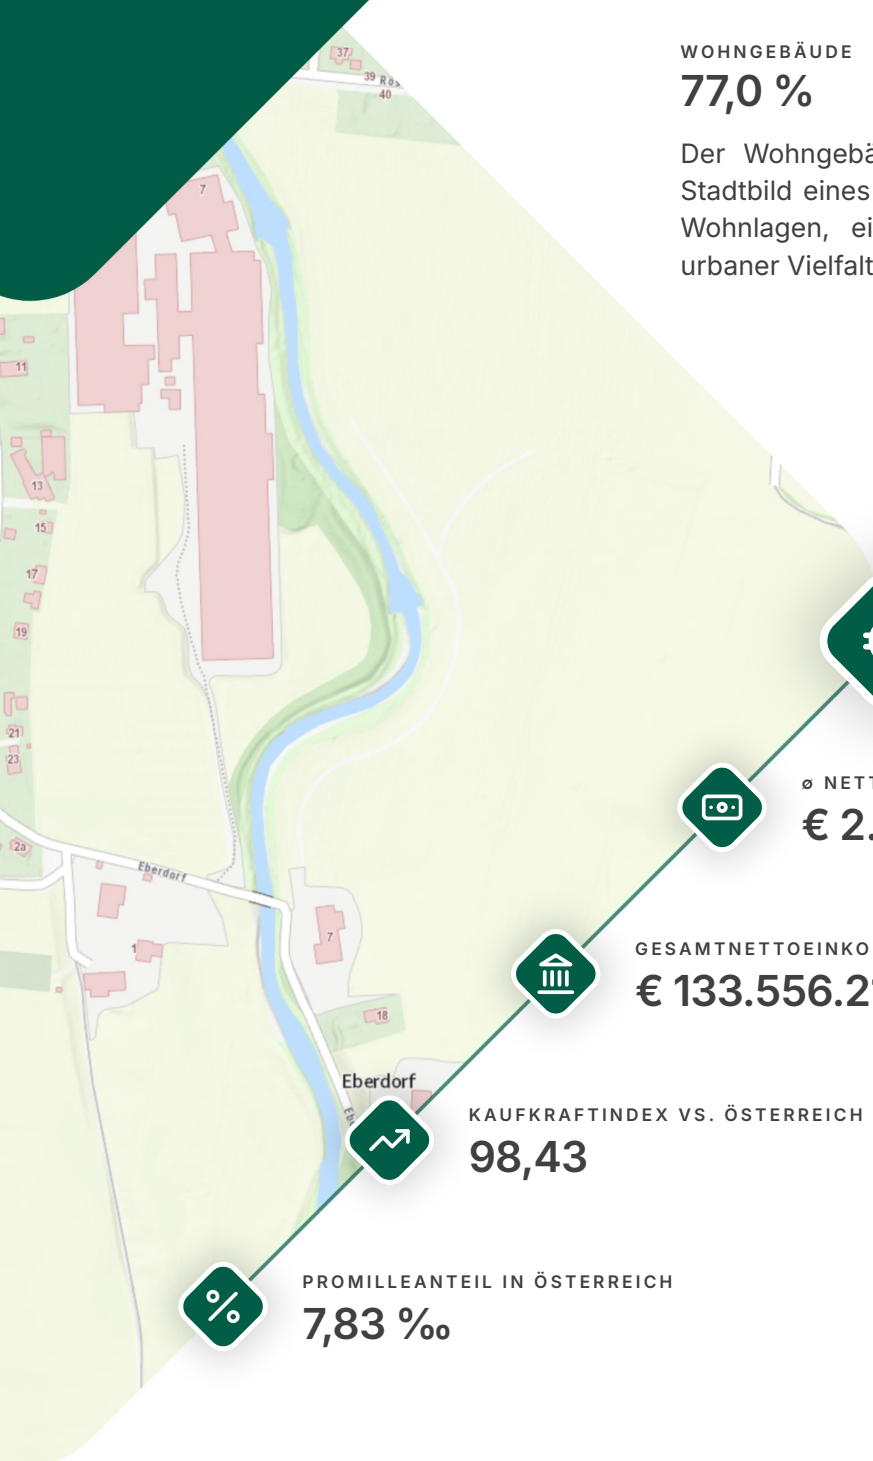 WOHNGEBÄUDE
77,0 %
Der Wohngebä
Stadtbild eines
Wohnlagen, ei
urbaner Vielfalt
37
39
40
7
11
13
15
17
19
21
23
2a
Eberdorf
1
7
18
Eberdorf
ø NETT
€ 2.
GESAMTNETTOEINKO
€ 133.556.2
KAUFKRAFTINDEX VS. ÖSTERREICH
98,43
PROMILLEANTEIL IN ÖSTERREICH
7,83 ‰